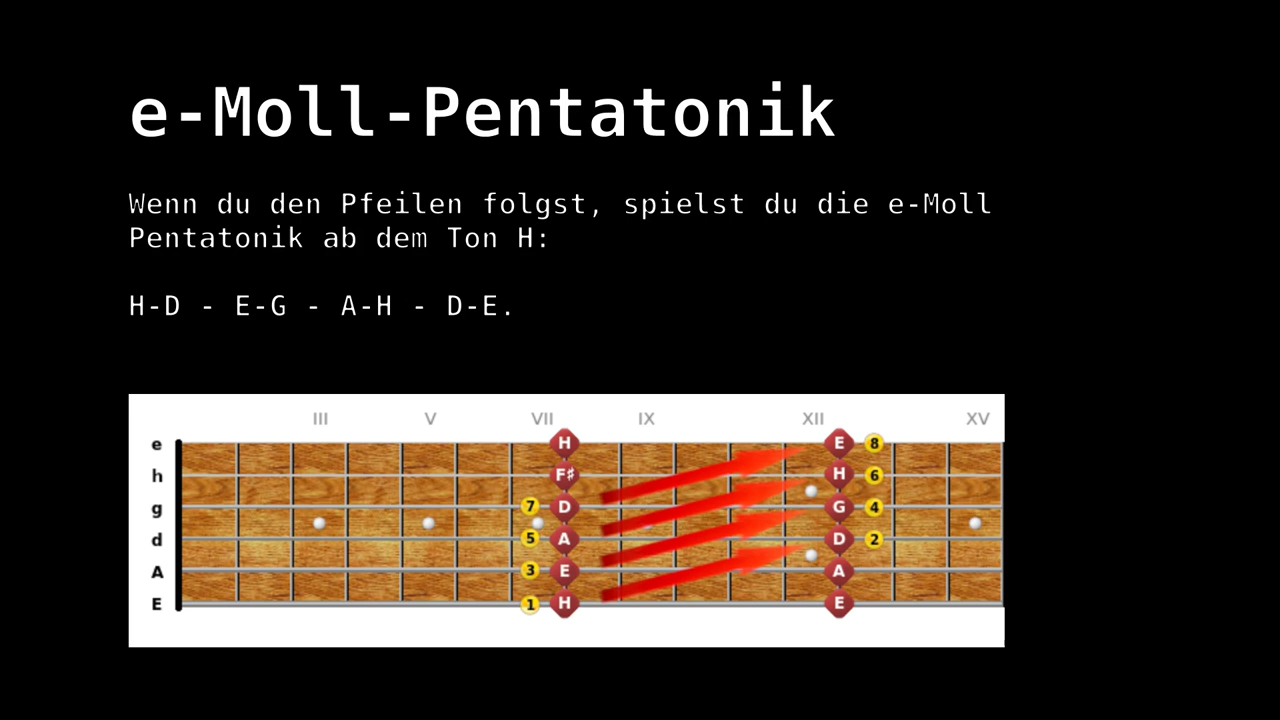 e-Moll-Pentatonik
Wenn du den Pfeilen folgst, spielst du die e-Moll
Pentatonik ab dem Ton H:
H-D - E-G - A-H - D-E.
III V VII IX XII XV
e H E 8
h F♯ H 6
g 7 D G 4
d 5 A D 2
A 3 E A
E 1 H E